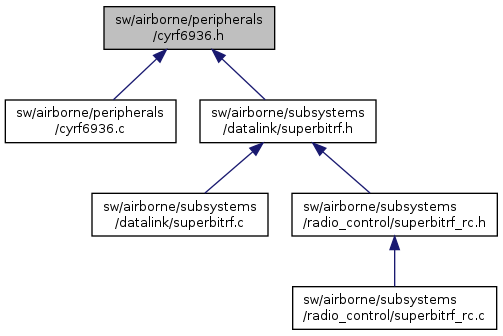 sw/airborne/peripherals
/cyrf6936.h
sw/airborne/peripherals
/cyrf6936.c
sw/airborne/subsystems
/datalink/superbitrf.h
sw/airborne/subsystems
/datalink/superbitrf.c
sw/airborne/subsystems
/radio_control/superbitrf_rc.h
sw/airborne/subsystems
/radio_control/superbitrf_rc.c